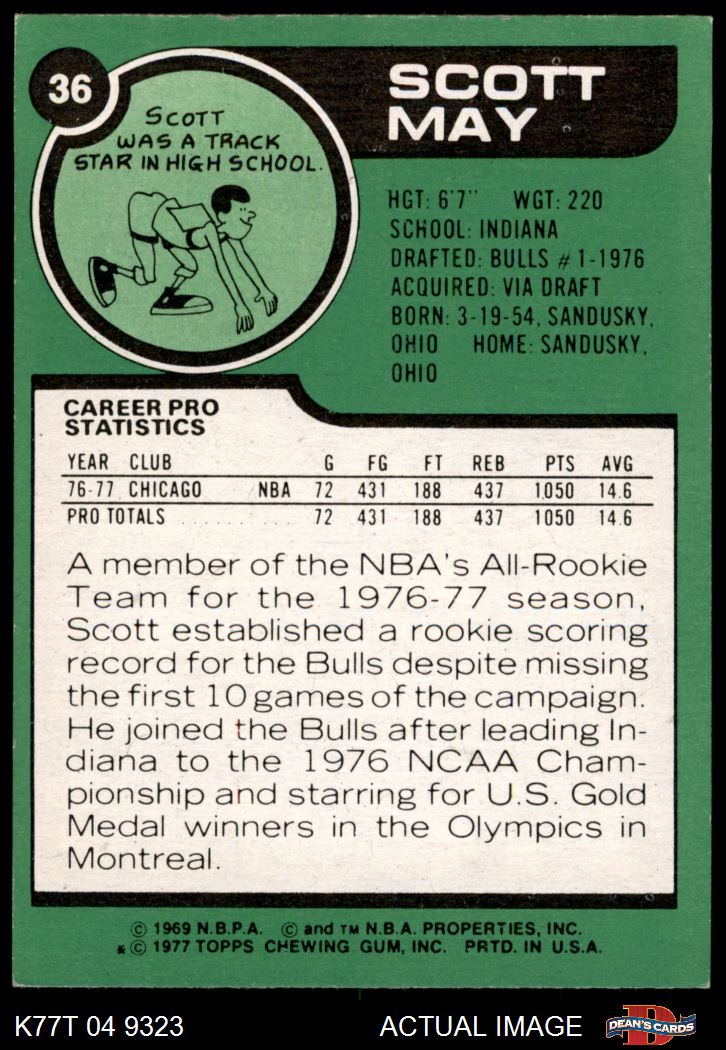 36
SCOTT
WAS A TRACK
STAR IN HIGH SCHOOL.
SCOTT
MAY
HGT: 6'7" WGT: 220
SCHOOL: INDIANA
DRAFTED: BULLS #1-1976
ACQUIRED: VIA DRAFT
BORN: 3-19-54, SANDUSKY,
OHIO HOME: SANDUSKY,
OHIO
CAREER PRO
STATISTICS
YEAR CLUB G FG FT REB PTS AVG
76-77 CHICAGO NBA 72 431 188 437 1,050 14.6
PRO TOTALS . . . . . . . . . . . 72 431 188 437 1050 14.6
A member of the NBA's All-Rookie
Team for the 1976-77 season,
Scott established a rookie scoring
record for the Bulls despite missing
the first 10 games of the campaign.
He joined the Bulls after leading In-
diana to the 1976 NCAA Cham-
pionship and starring for U.S. Gold
Medal winners in the Olympics in
Montreal.
© 1969 N.B.P.A. © and TM N.B.A. PROPERTIES, INC.
* © 1977 TOPPS CHEWING GUM, INC. PRTD. IN U.S.A.
K77T 04 9323 ACTUAL IMAGE D DEAN'S CARDS